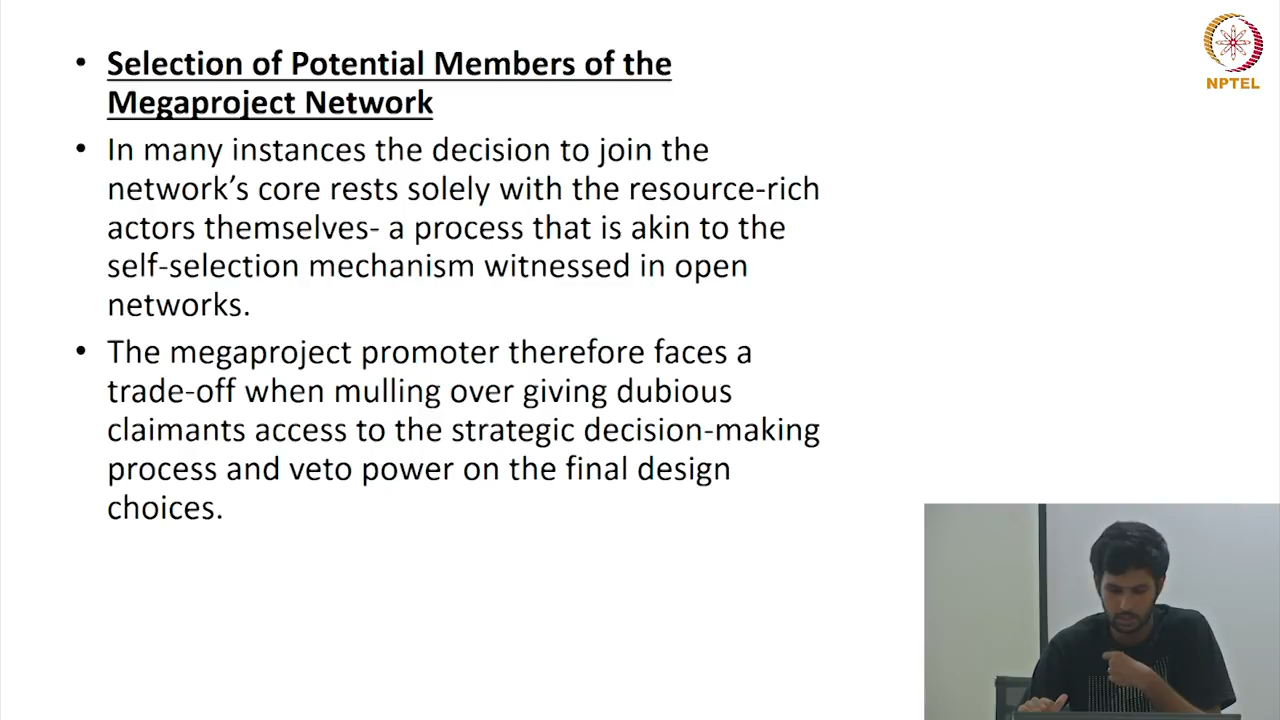 • Selection of Potential Members of the
Megaproject Network
• In many instances the decision to join the
network’s core rests solely with the resource-rich
actors themselves- a process that is akin to the
self-selection mechanism witnessed in open
networks.
• The megaproject promoter therefore faces a
trade-off when mulling over giving dubious
claimants access to the strategic decision-making
process and veto power on the final design
choices.
NPTEL